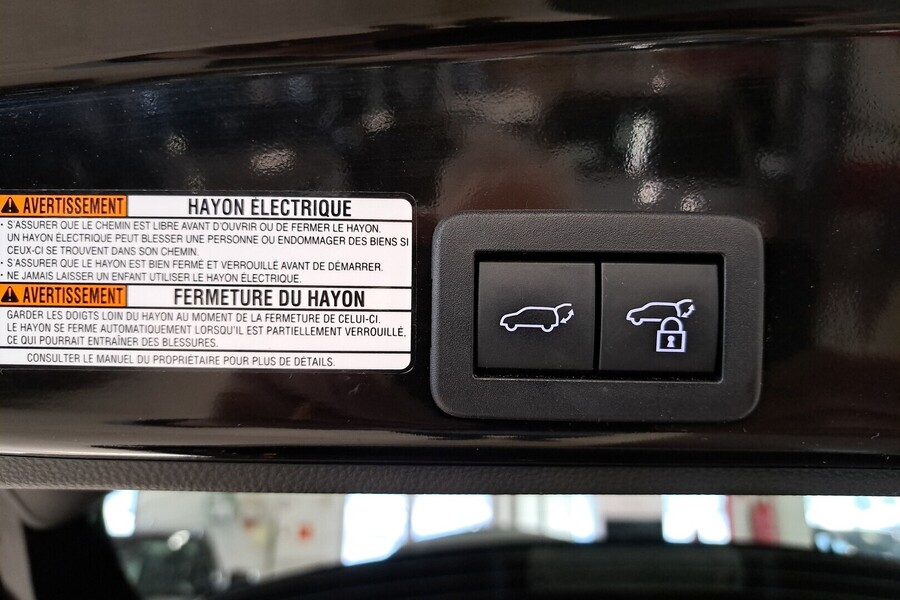 AVERTISSEMENT HAYON ÉLECTRIQUE
• S'ASSURER QUE LE CHEMIN EST LIBRE AVANT D'OUVRIR OU DE FERMER LE HAYON.
UN HAYON ÉLECTRIQUE PEUT BLESSER UNE PERSONNE OU ENDOMMAGER DES BIENS SI
CEUX-CI SE TROUVENT DANS SON CHEMIN.
• S'ASSURER QUE LE HAYON EST BIEN FERMÉ ET VERROUILLÉ AVANT DE DÉMARRER.
• NE JAMAIS LAISSER UN ENFANT UTILISER LE HAYON ÉLECTRIQUE.
AVERTISSEMENT FERMETURE DU HAYON
GARDER LES DOIGTS LOIN DU HAYON AU MOMENT DE LA FERMETURE DE CELUI-CI.
LE HAYON SE FERME AUTOMATIQUEMENT LORSQU'IL EST PARTIELLEMENT VERROUILLÉ,
CE QUI POURRAIT ENTRAÎNER DES BLESSURES.
CONSULTER LE MANUEL DU PROPRIÉTAIRE POUR PLUS DE DÉTAILS.